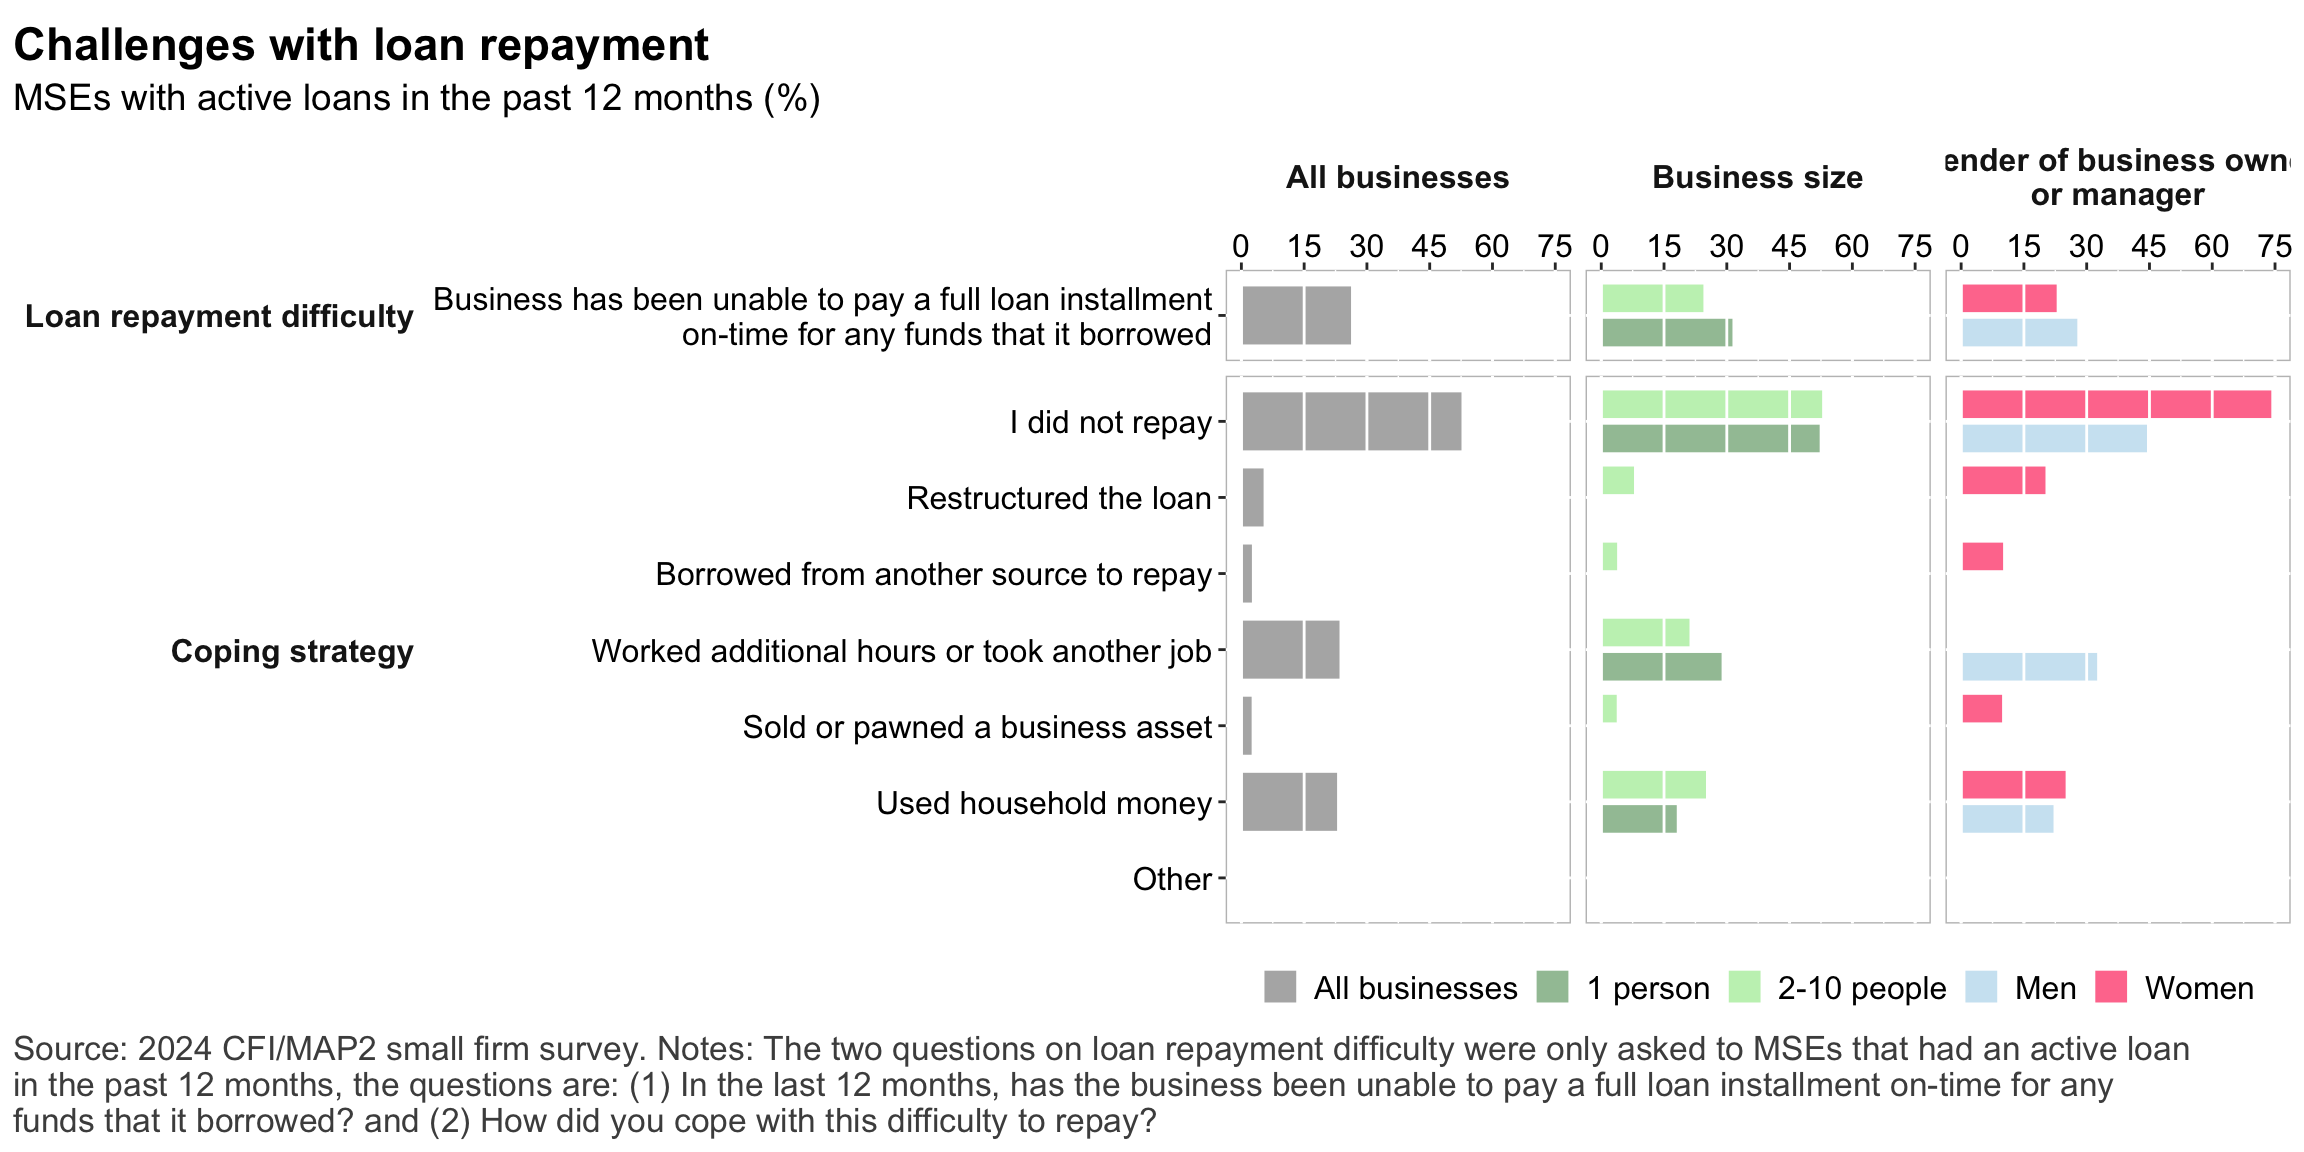 Challenges with loan repayment
MSEs with active loans in the past 12 months (%)
All businesses
Business size
ender of business own
or manager
0 15 30 45 60 75 0 15 30 45 60 75 0 15 30 45 60 75
Loan repayment difficulty
Business has been unable to pay a full loan installment
on-time for any funds that it borrowed
Coping strategy
I did not repay
Restructured the loan
Borrowed from another source to repay
Worked additional hours or took another job
Sold or pawned a business asset
Used household money
Other
All businesses 1 person 2-10 people Men Women
Source: 2024 CFI/MAP2 small firm survey. Notes: The two questions on loan repayment difficulty were only asked to MSEs that had an active loan
in the past 12 months, the questions are: (1) In the last 12 months, has the business been unable to pay a full loan installment on-time for any
funds that it borrowed? and (2) How did you cope with this difficulty to repay?